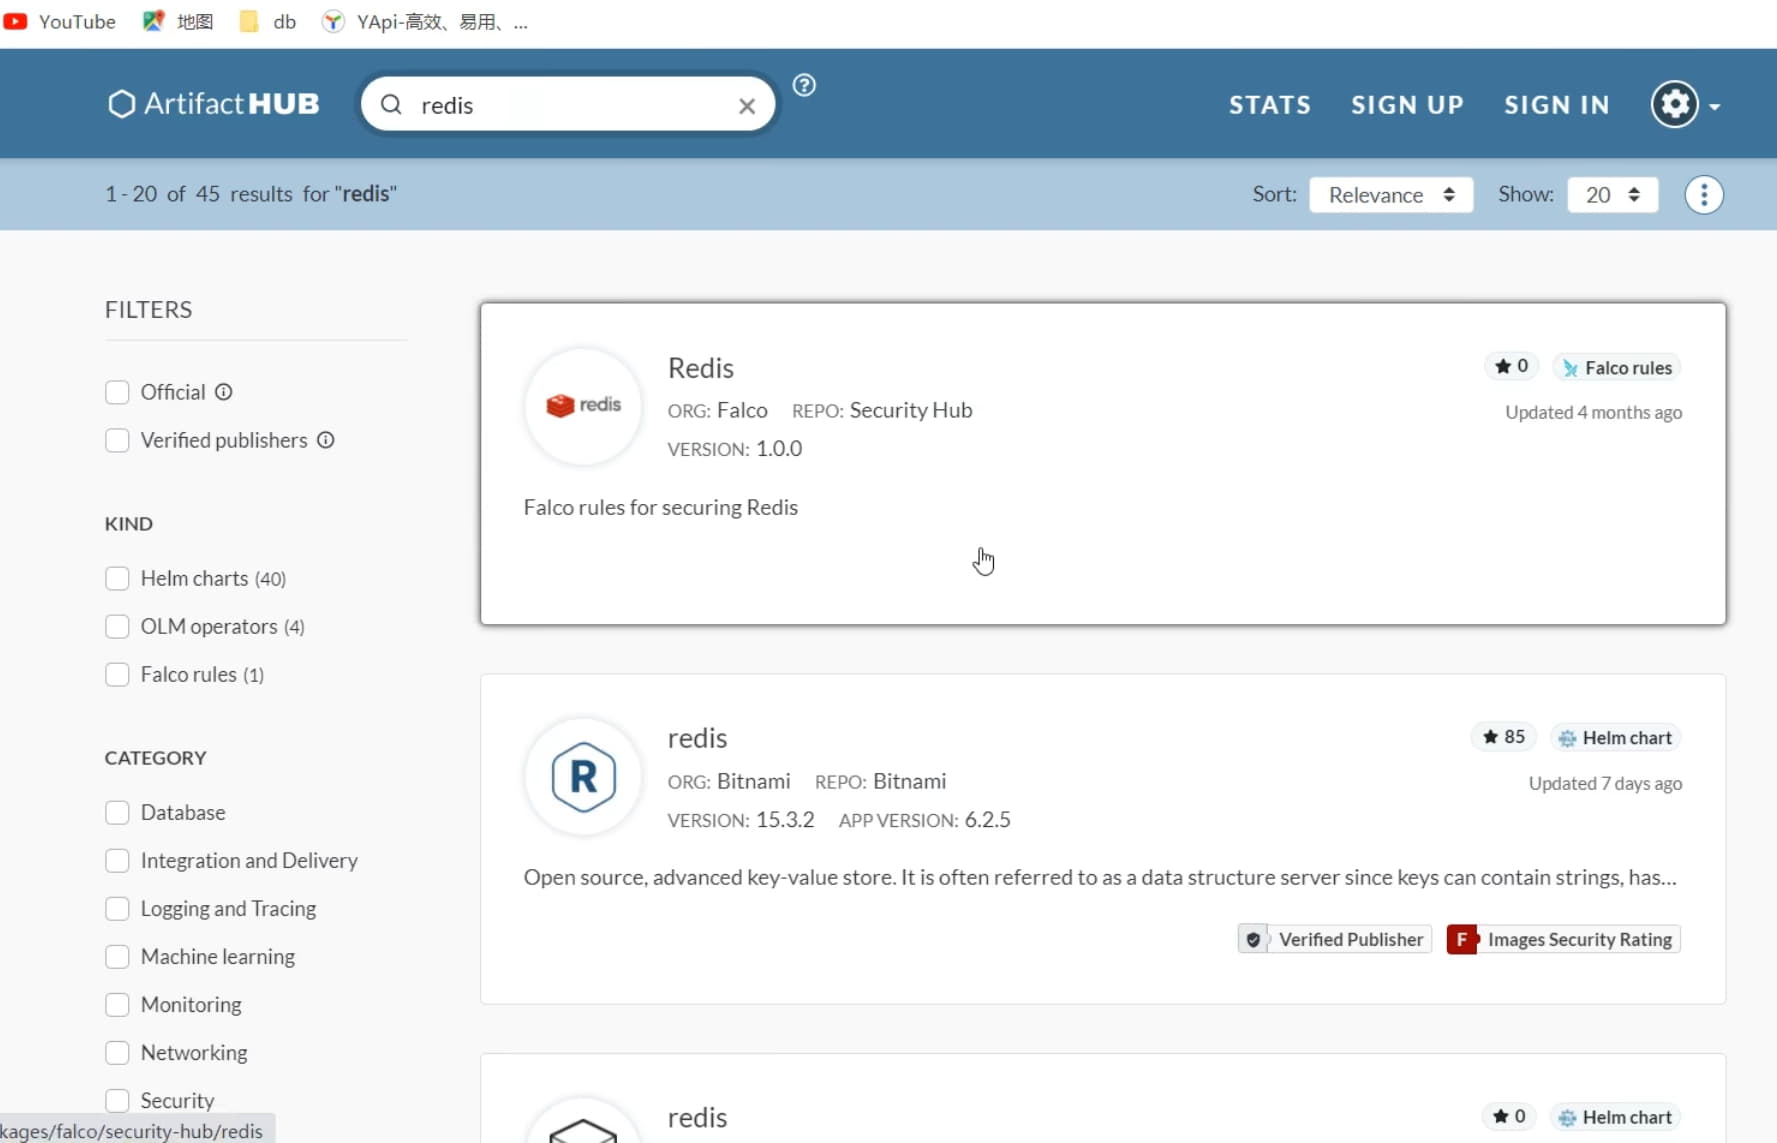 YouTube 地图 db YApi-高效、易用、...
ArtifactHUB redis STATS SIGN UP SIGN IN
1 - 20 of 45 results for "redis" Sort: Relevance Show: 20
FILTERS
Official
Verified publishers
KIND
Helm charts (40)
OLM operators (4)
Falco rules (1)
CATEGORY
Database
Integration and Delivery
Logging and Tracing
Machine learning
Monitoring
Networking
Security
kages/falco/security-hub/redis
redis
Redis
0 Falco rules
ORG: Falco REPO: Security Hub
Updated 4 months ago
VERSION: 1.0.0
Falco rules for securing Redis
R
redis
85 Helm chart
ORG: Bitnami REPO: Bitnami
Updated 7 days ago
VERSION: 15.3.2 APP VERSION: 6.2.5
Open source, advanced key-value store. It is often referred to as a data structure server since keys can contain strings, has...
Verified Publisher F Images Security Rating
redis
0 Helm chart